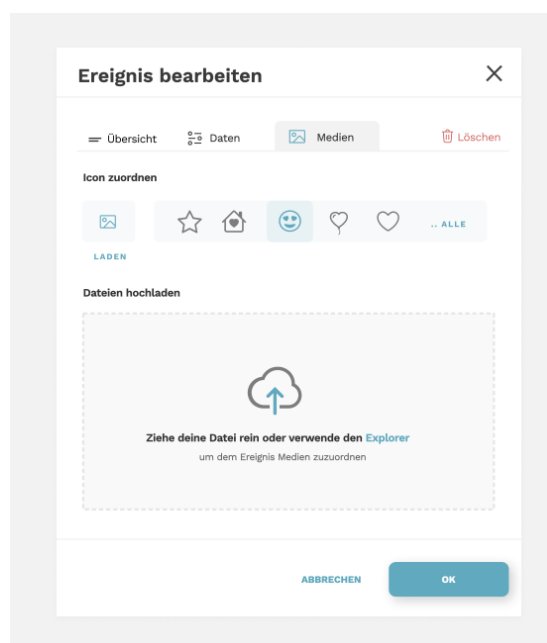 Ereignis bearbeiten
Übersicht Daten Medien Löschen
Icon zuordnen
.. ALLE
LADEN
Dateien hochladen
Ziehe deine Datei rein oder verwende den Explorer
um dem Ereignis Medien zuzuordnen
ABBRECHEN OK